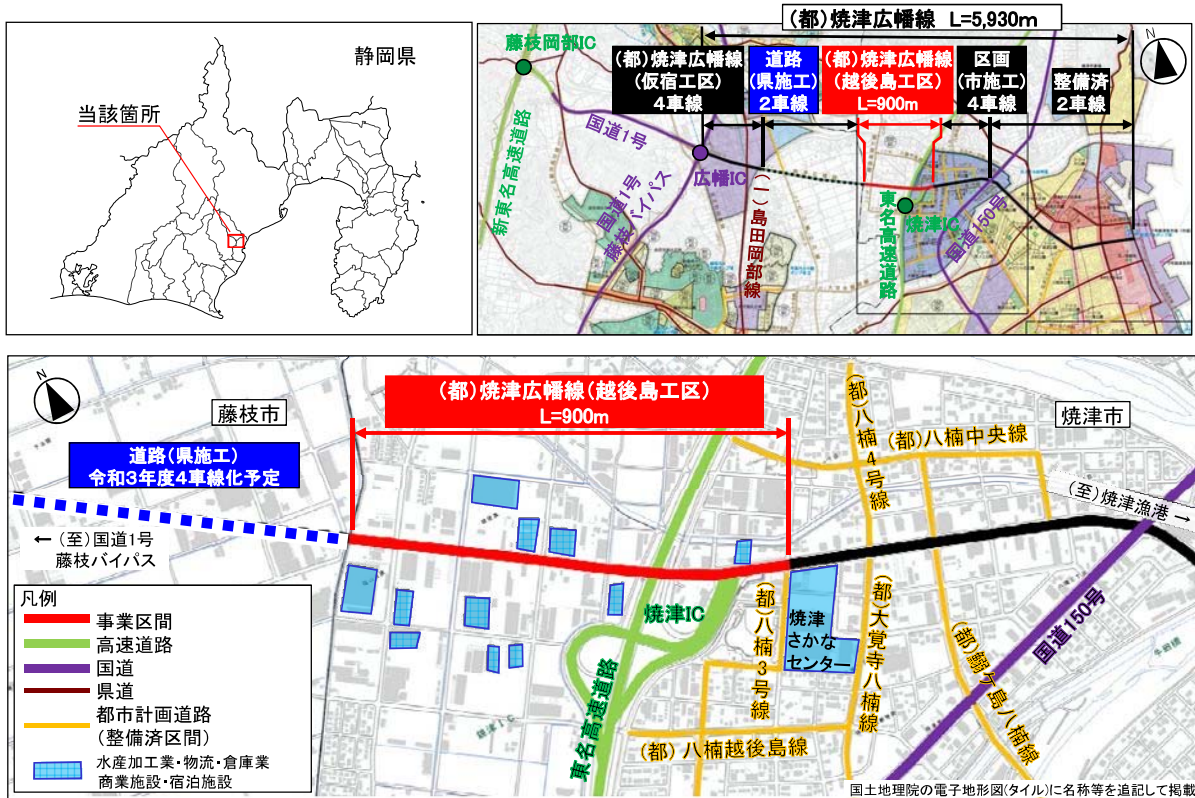 静岡県
当該箇所
(都)焼津広幡線 L=5,930m
藤枝岡部IC
N
(都)焼津広幡線
(仮宿工区)
4車線
道路
(県施工)
2車線
(都)焼津広幡線
(越後島工区)
L=900m
区画
(市施工)
4車線
整備済
2車線
新東名高速道路
国道1号
広幡IC
国道1号
藤枝バイパス
(一)島田岡部線
東名高速道路
焼津IC
国道150号
N
藤枝市
(都)焼津広幡線(越後島工区)
L=900m
焼津市
道路(県施工)
令和3年度4車線化予定
← (至)国道1号
藤枝バイパス
(都)八楠4号線
(都)八楠中央線
(至)焼津漁港 →
焼津IC
東名高速道路
焼津IC
(都)八楠3号線
焼津
さかな
センター
(都)大覚寺八楠線
国道150号
(都)鰯ケ島八楠線
(都)八楠越後島線
凡例
事業区間
高速道路
国道
県道
都市計画道路
(整備済区間)
水産加工業・物流・倉庫業
商業施設・宿泊施設
国土地理院の電子地形図(タイル)に名称等を追記して掲載